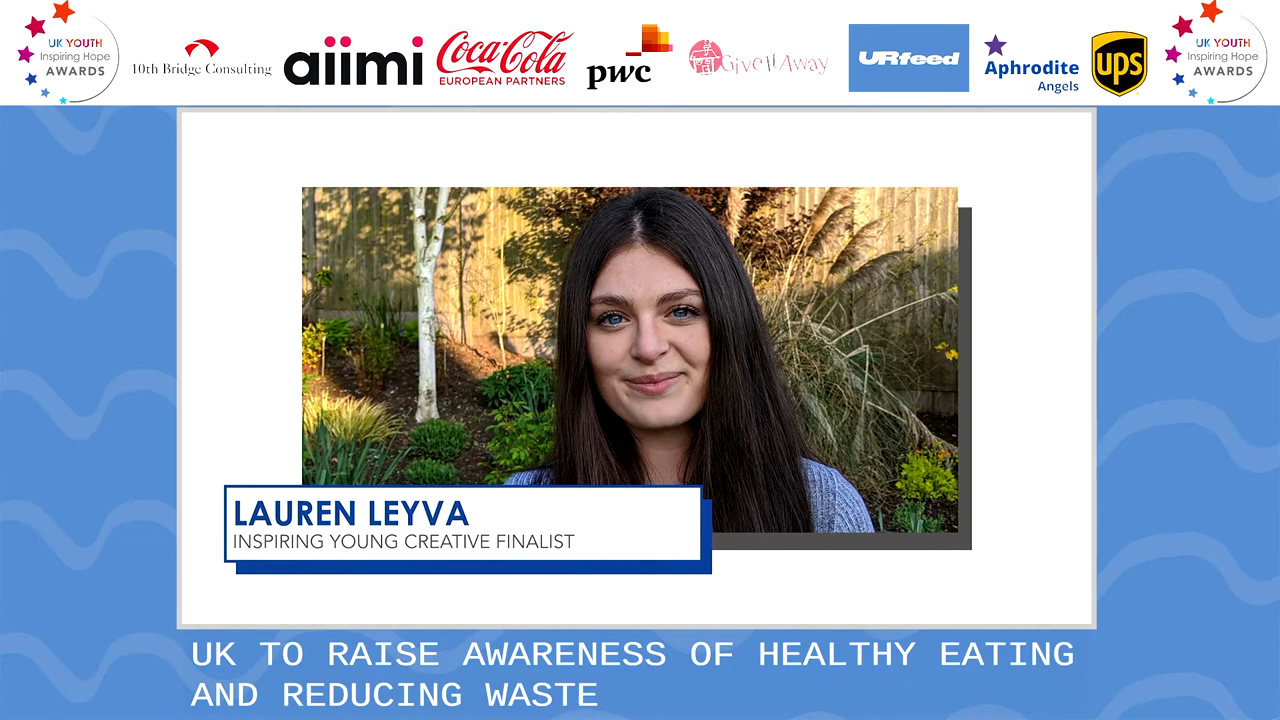 UK YOUTH
Inspiring Hope
AWARDS
10th Bridge Consulting
aiimi
Coca-Cola
EUROPEAN PARTNERS
pwc
Give It Away
URfeed
Aphrodite
Angels
ups
UK YOUTH
Inspiring Hope
AWARDS
LAUREN LEYVA
INSPIRING YOUNG CREATIVE FINALIST
UK TO RAISE AWARENESS OF HEALTHY EATING
AND REDUCING WASTE